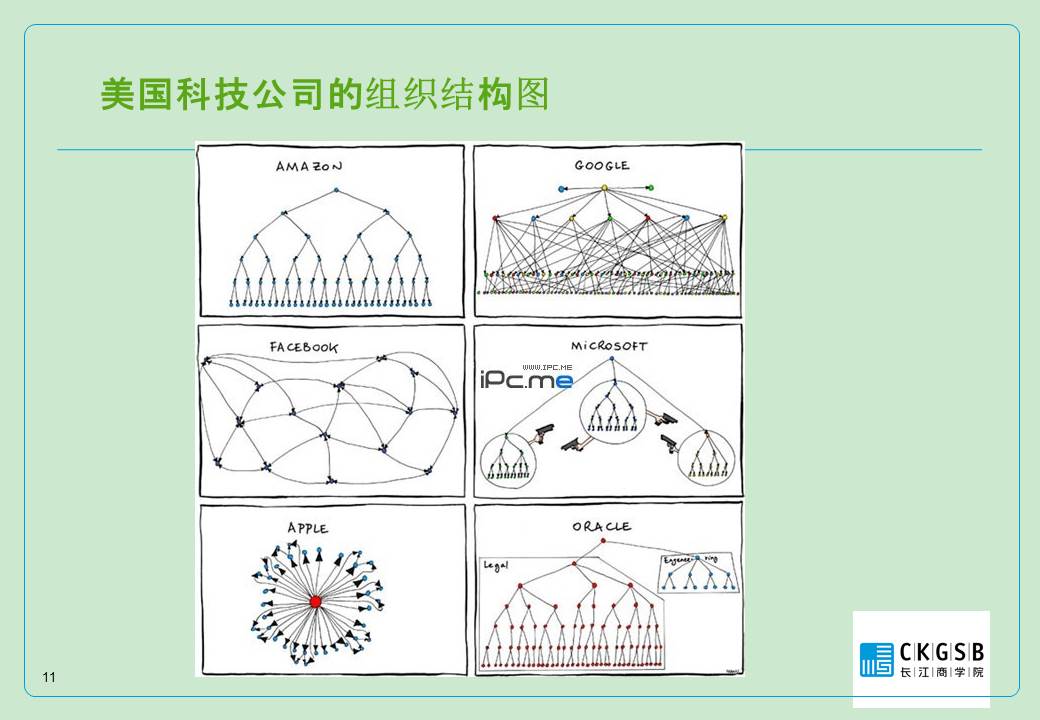 美国科技公司的组织结构图
AMAZON
GOOGLE
FACEBOOK
MICROSOFT
WWW.IPC.ME
iPc.me
APPLE
ORACLE
Legal
Engineering
CKGSB
长江商学院
11